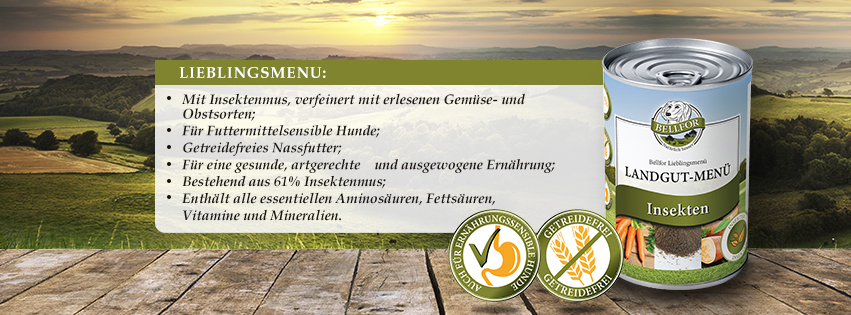 LIEBLINGSMENU:
• Mit Insektenmus, verfeinert mit erlesenen Gemüse- und
Obstsorten;
• Für Futtermittelsensible Hunde;
• Getreidefreies Nassfutter;
• Für eine gesunde, artgerechte und ausgewogene Ernährung;
• Bestehend aus 61% Insektenmus;
• Enthält alle essentiellen Aminosäuren, Fettsäuren,
Vitamine und Mineralien.
AUCH FÜR ERNÄHRUNGSSENSIBLE HUNDE
GETREIDEFREI
GETREIDEFREI
BELLFOR
Bellfor Lieblingsmenü
LANDGUT-MENÜ
Insekten